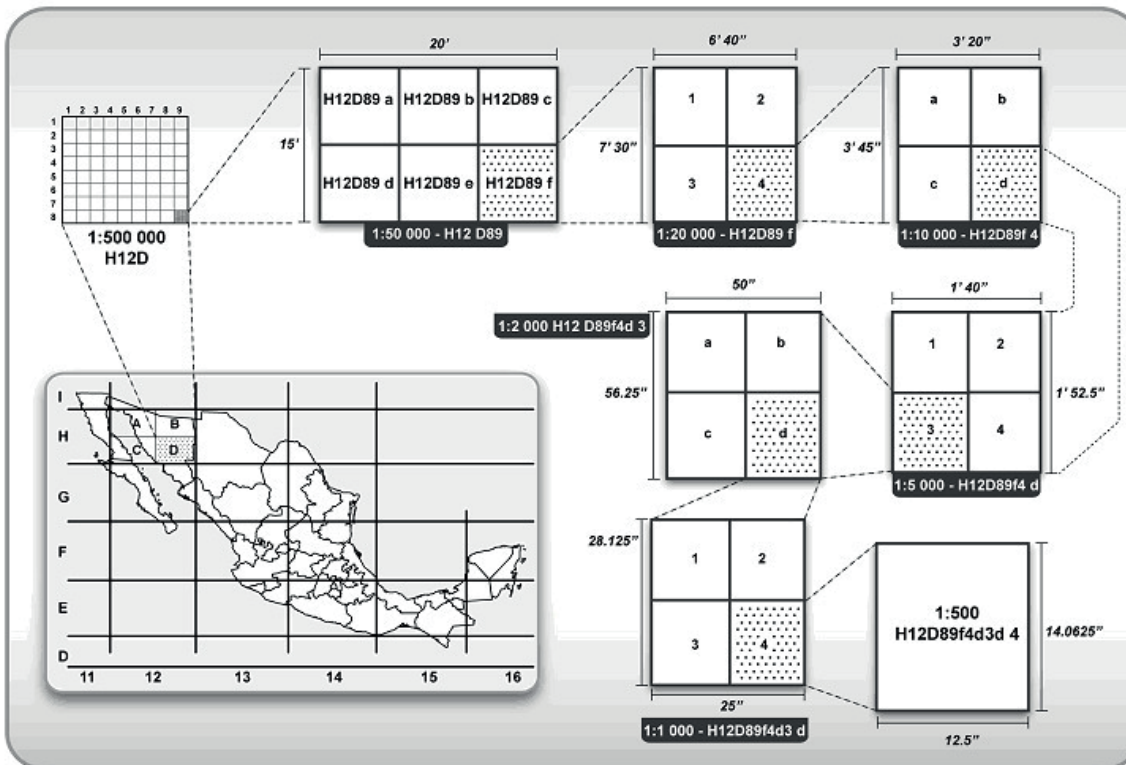 1 2 3 4 5 6 7 8 9
1
2
3
4
5
6
7
8
1:500 000
H12D
20'
15'
H12D89 a H12D89 b H12D89 c
H12D89 d H12D89 e H12D89 f
1:50 000 - H12 D89
6' 40"
7' 30"
1 2
3 4
1:20 000 - H12D89 f
3' 20"
3' 45"
a b
c d
1:10 000 - H12D89f 4
1:2 000 H12 D89f4d 3
50"
56.25"
a b
c d
1' 40"
1' 52.5"
1 2
3 4
1:5 000 - H12D89f4 d
28.125"
1 2
3 4
25"
1:1 000 - H12D89f4d3 d
1:500
H12D89f4d3d 4
14.0625"
12.5"
I
H
G
F
E
D
A B
C D
11 12 13 14 15 16